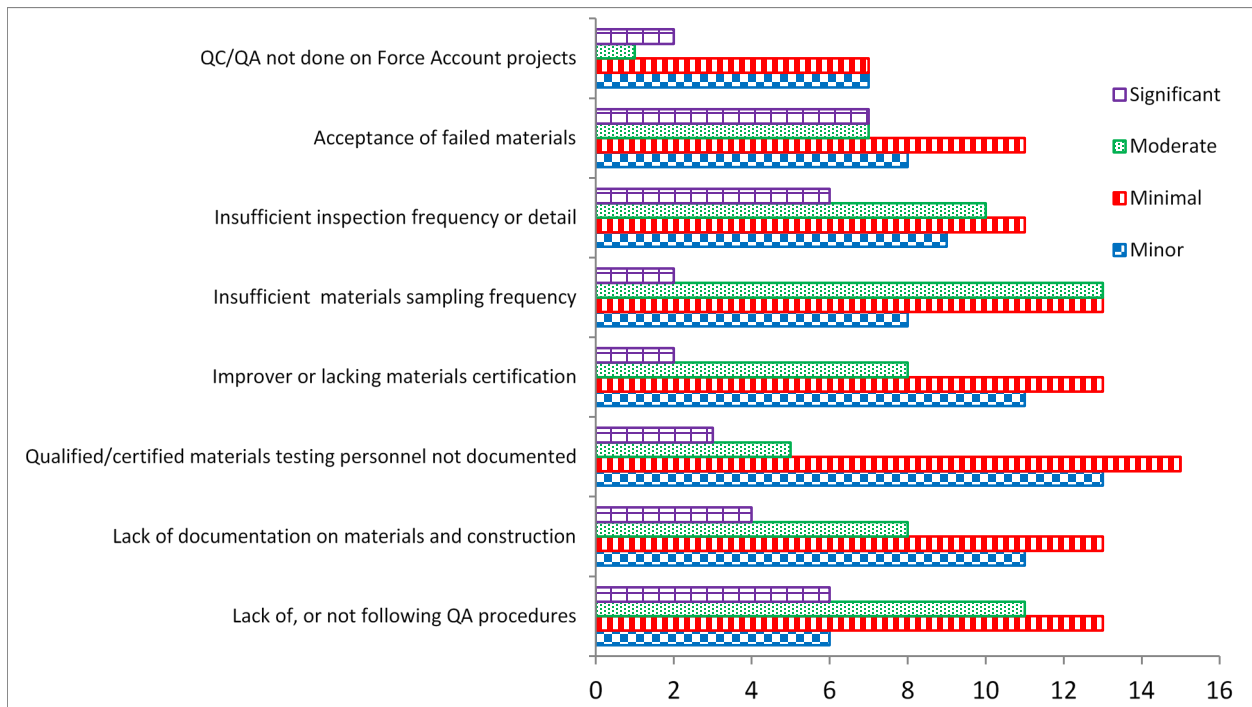 QC/QA not done on Force Account projects
Acceptance of failed materials
Insufficient inspection frequency or detail
Insufficient  materials sampling frequency
Improver or lacking materials certification
Qualified/certified materials testing personnel not documented
Lack of documentation on materials and construction
Lack of, or not following QA procedures
Significant
Moderate
Minimal
Minor
0 2 4 6 8 10 12 14 16